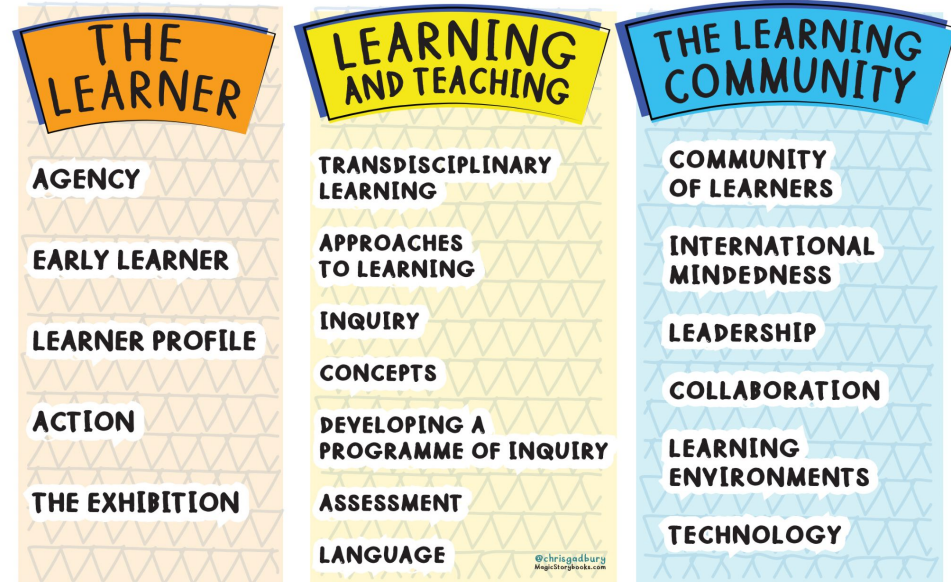 THE
LEARNER
AGENCY
EARLY LEARNER
LEARNER PROFILE
ACTION
THE EXHIBITION
LEARNING
AND TEACHING
TRANSDISCIPLINARY
LEARNING
APPROACHES
TO LEARNING
INQUIRY
CONCEPTS
DEVELOPING A
PROGRAMME OF INQUIRY
ASSESSMENT
LANGUAGE
@chrisgadbury
MagicStorybooks.com
THE LEARNING
COMMUNITY
COMMUNITY
OF LEARNERS
INTERNATIONAL
MINDEDNESS
LEADERSHIP
COLLABORATION
LEARNING
ENVIRONMENTS
TECHNOLOGY